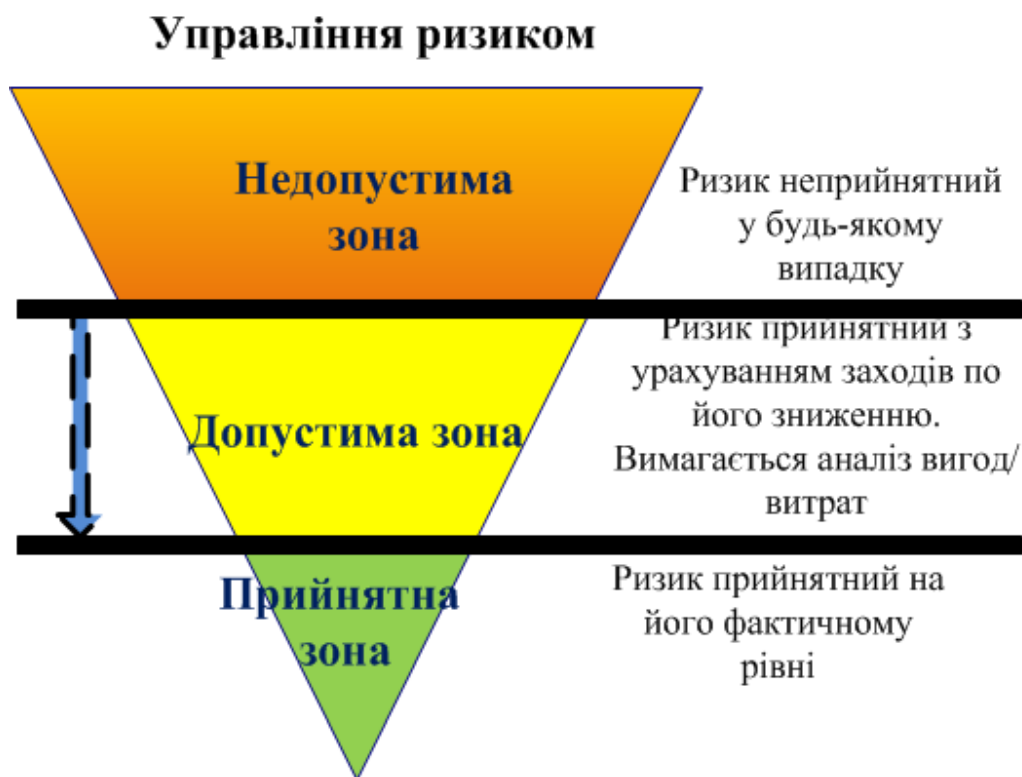 Управління ризиком
Недопустима
зона
Ризик неприйнятний
у будь-якому
випадку
Допустима зона
Ризик прийнятний з
урахуванням заходів по
його зниженню.
Вимагається аналіз вигод/
витрат
Прийнятна
зона
Ризик прийнятний на
його фактичному
рівні